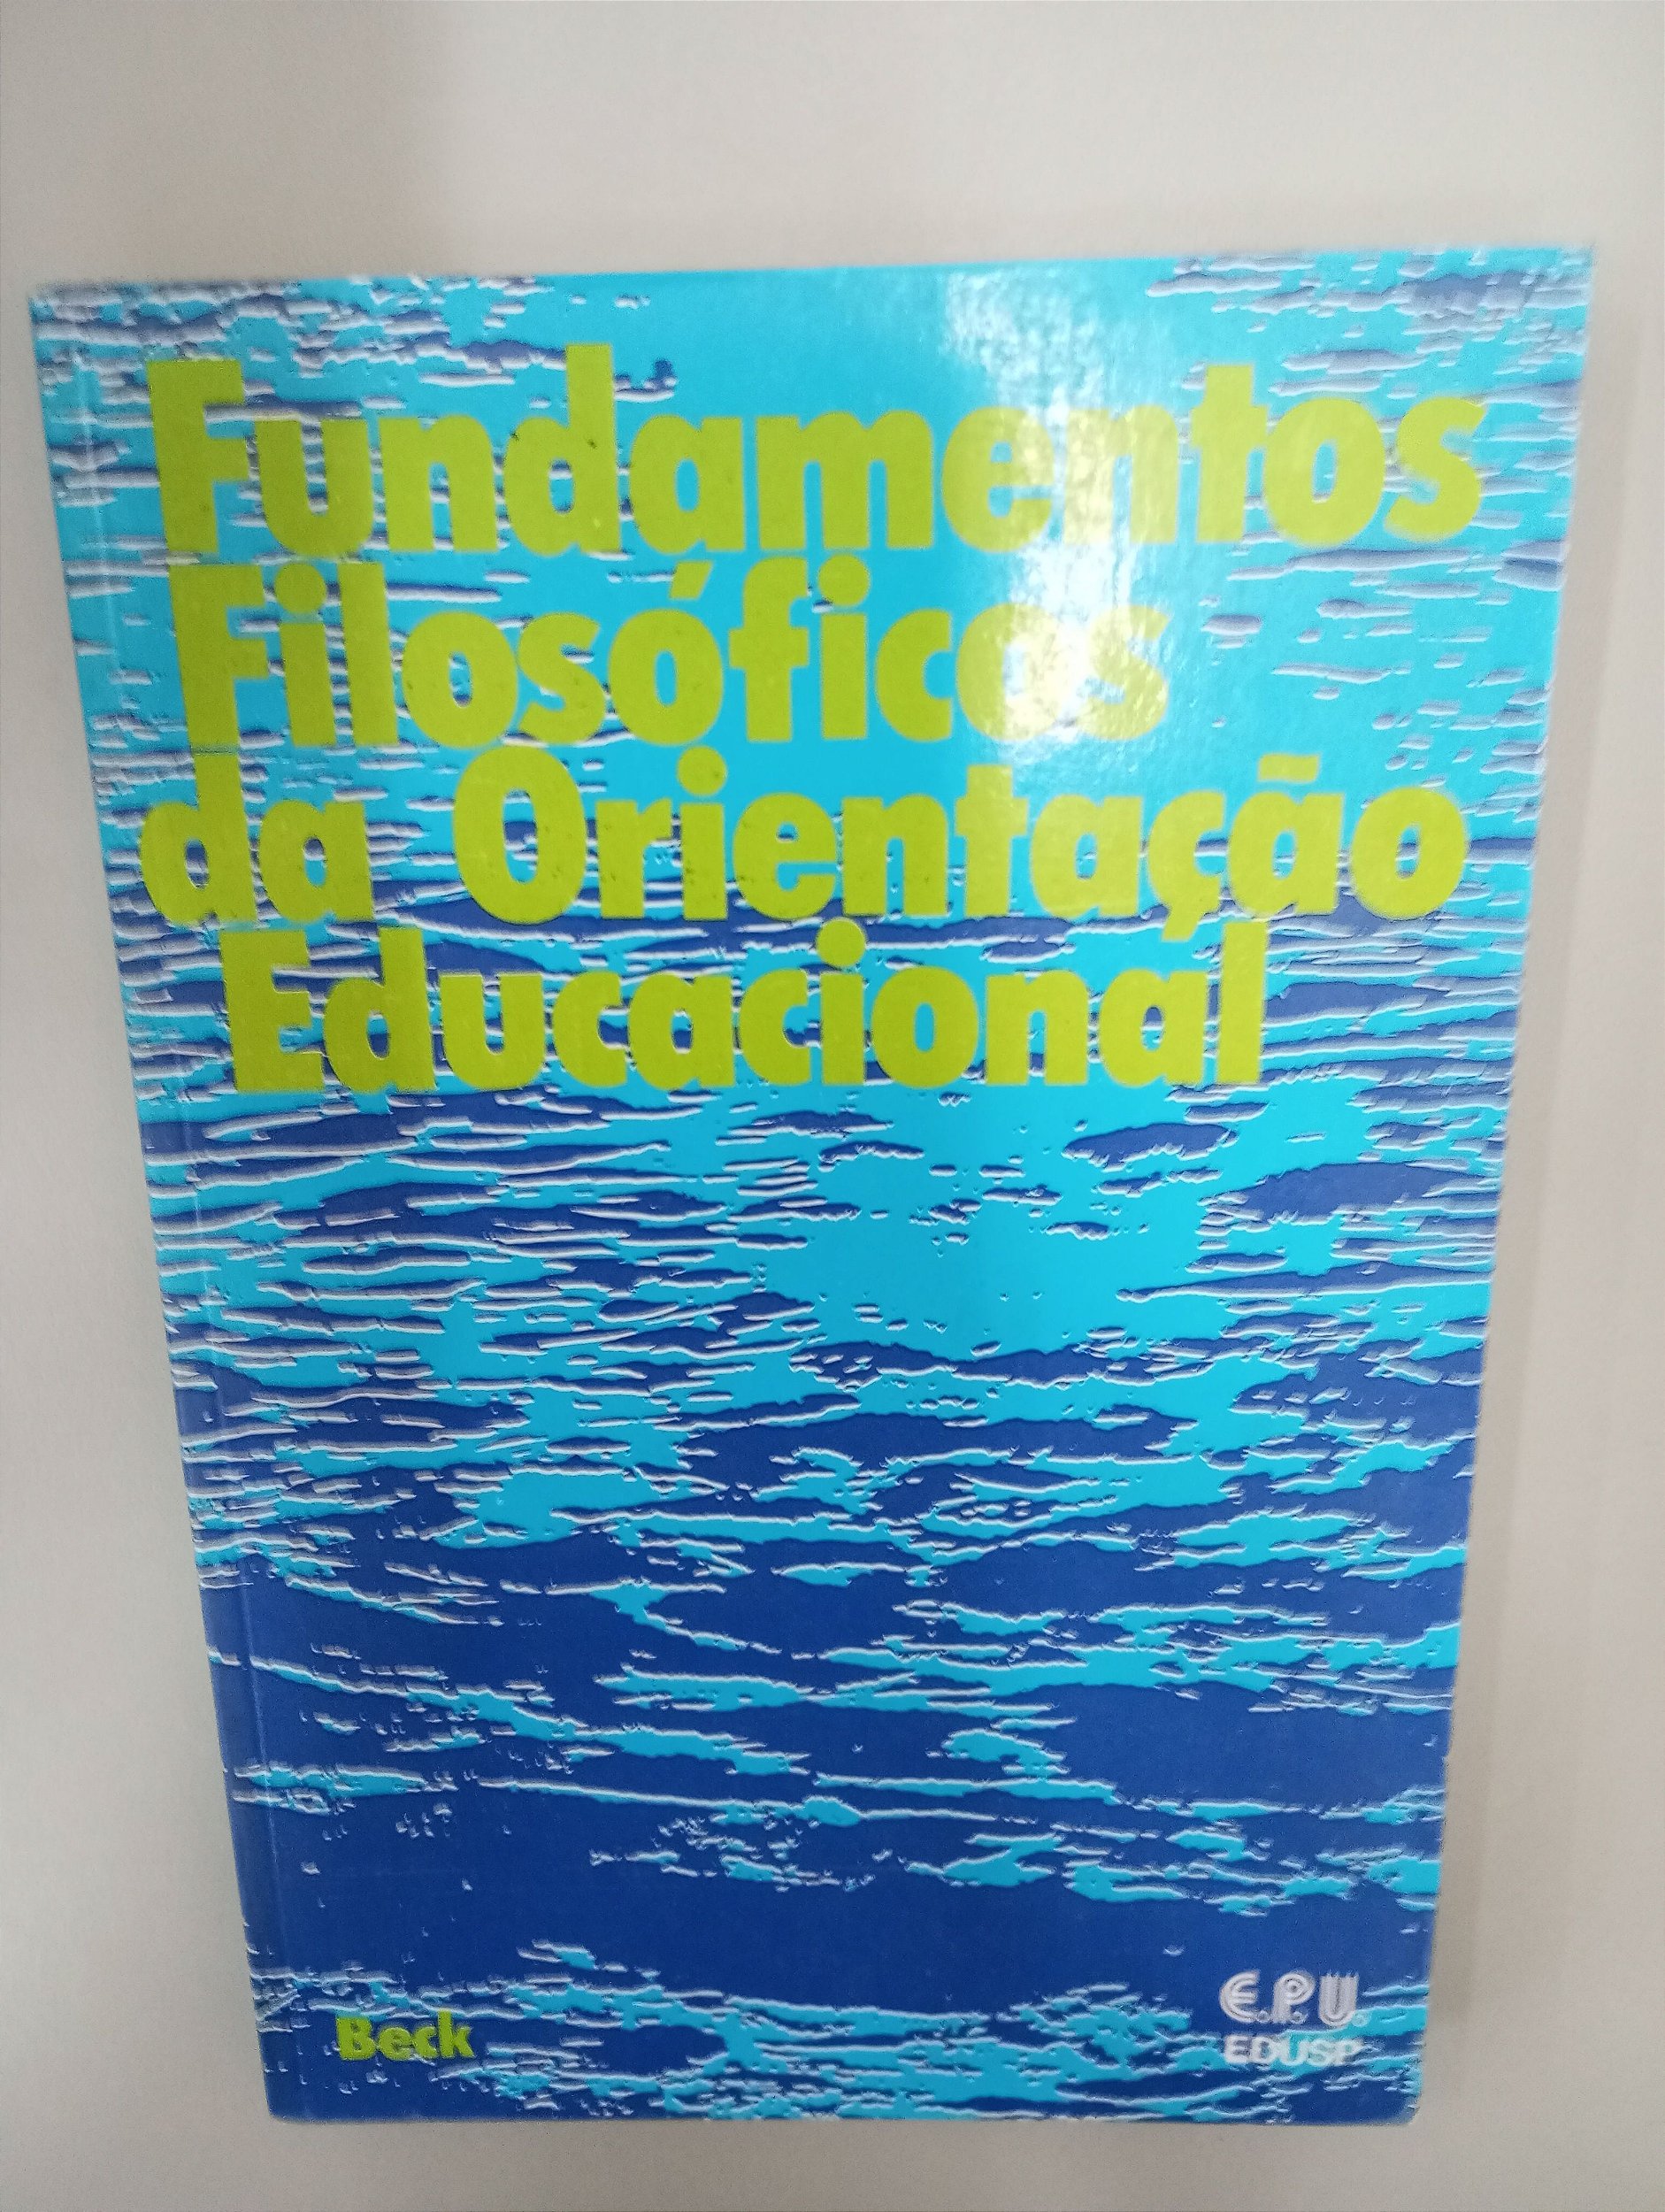 Fundamentos
Filosóficos
da Orientação
Educacional
Beck
E.P.U.
EDUSP